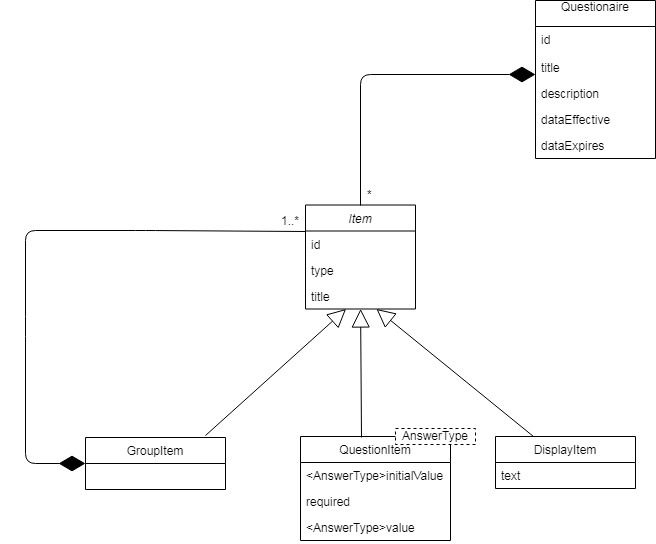 Questionaire
id
title
description
dataEffective
dataExpires
*
1..*
Item
id
type
title
GroupItem
AnswerType
QuestionItem
<AnswerType>initialValue
required
<AnswerType>value
DisplayItem
text